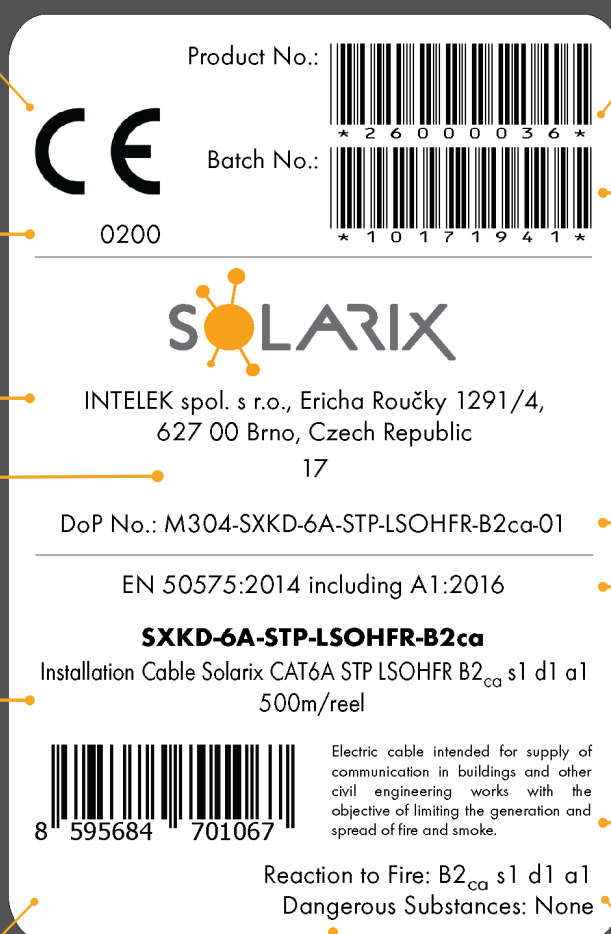 Product No.:
*26000036*
CE
Batch No.:
*10171941*
0200
SOLARIX
INTELEK spol. s r.o., Ericha Roučky 1291/4,
627 00 Brno, Czech Republic
17
DoP No.: M304-SXKD-6A-STP-LSOHFR-B2ca-01
EN 50575:2014 including A1:2016
SXKD-6A-STP-LSOHFR-B2ca
Installation Cable Solarix CAT6A STP LSOHFR B2ca s1 d1 a1
500m/reel
Electric cable intended for supply of
communication in buildings and other
civil engineering works with the
objective of limiting the generation and
spread of fire and smoke.
8 595684 701067
Reaction to Fire: B2ca s1 d1 a1
Dangerous Substances: None